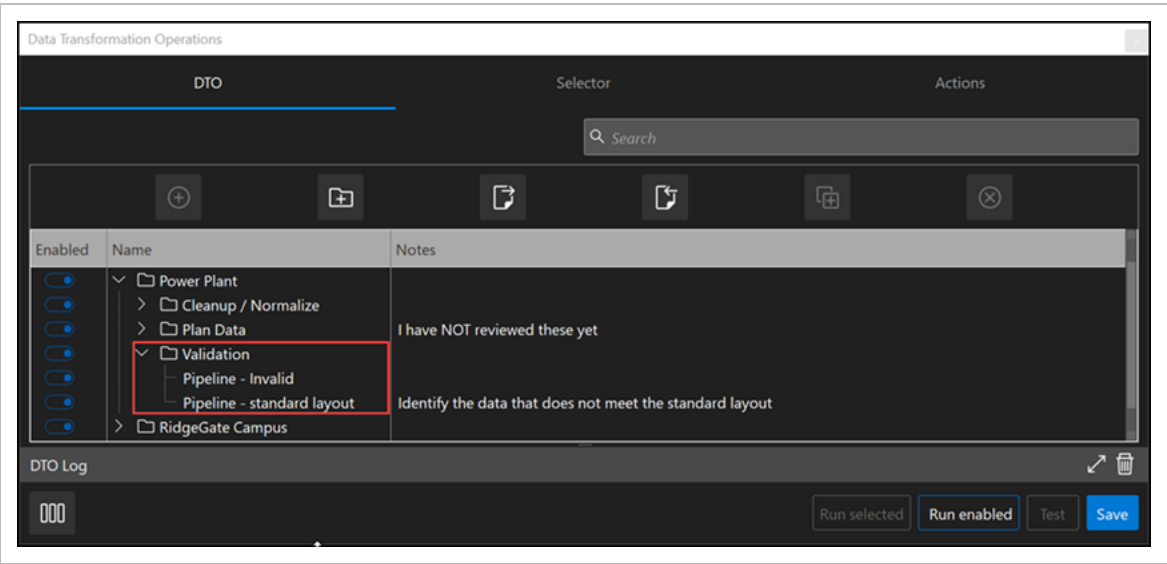 Data Transformation Operations
DTO Selector Actions
Search
Enabled Name Notes
Power Plant
Cleanup / Normalize
Plan Data I have NOT reviewed these yet
Validation
Pipeline - Invalid
Pipeline - standard layout Identify the data that does not meet the standard layout
RidgeGate Campus
DTO Log
Run selected Run enabled Test Save